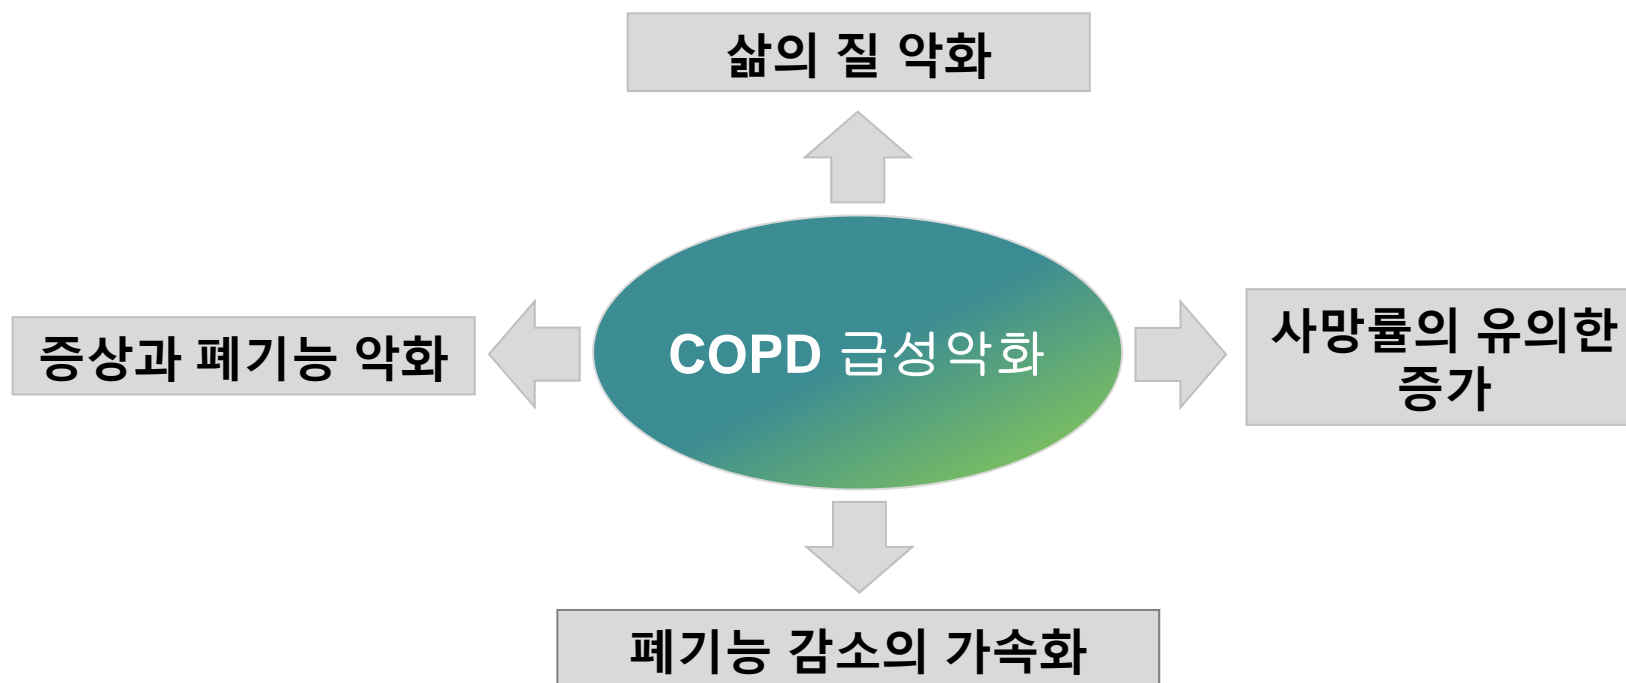 삶의 질 악화
증상과 폐기능 악화
COPD 급성악화
사망률의 유의한
증가
폐기능 감소의 가속화